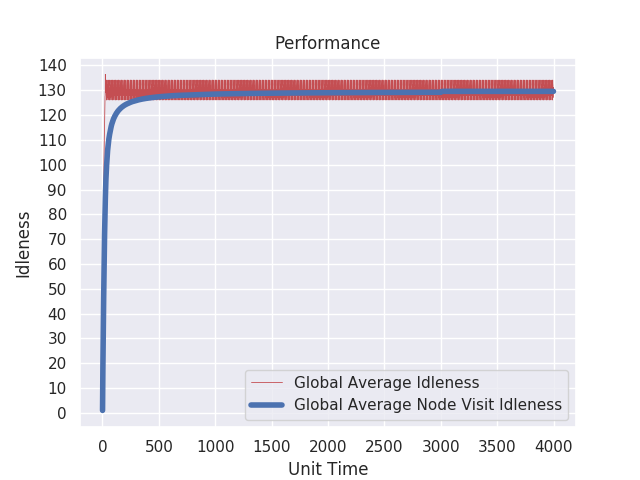 Performance
140
130
120
110
100
90
80
70
60
50
40
30
20
10
0
Idleness
Global Average Idleness
Global Average Node Visit Idleness
0 500 1000 1500 2000 2500 3000 3500 4000
Unit Time